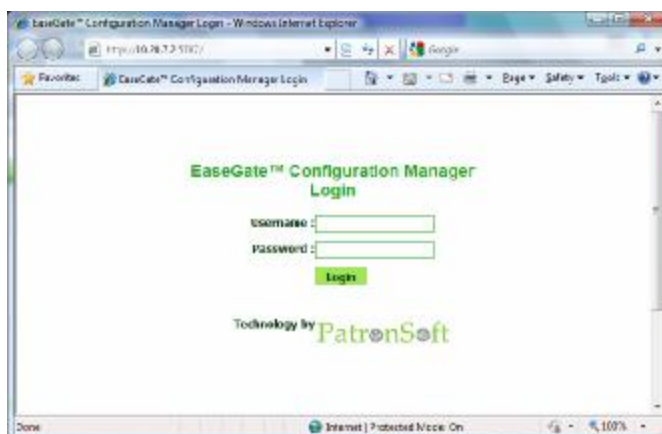 EaseGate™ Configuration Manager Login - Windows Internet Explorer
Google
Favorites EaseGate™ Configuration Manager Login Page Safety Tools
EaseGate™ Configuration Manager
Login
Username :
Password :
Login
Technology by PatronSoft
Done Internet | Protected Mode: On 100%